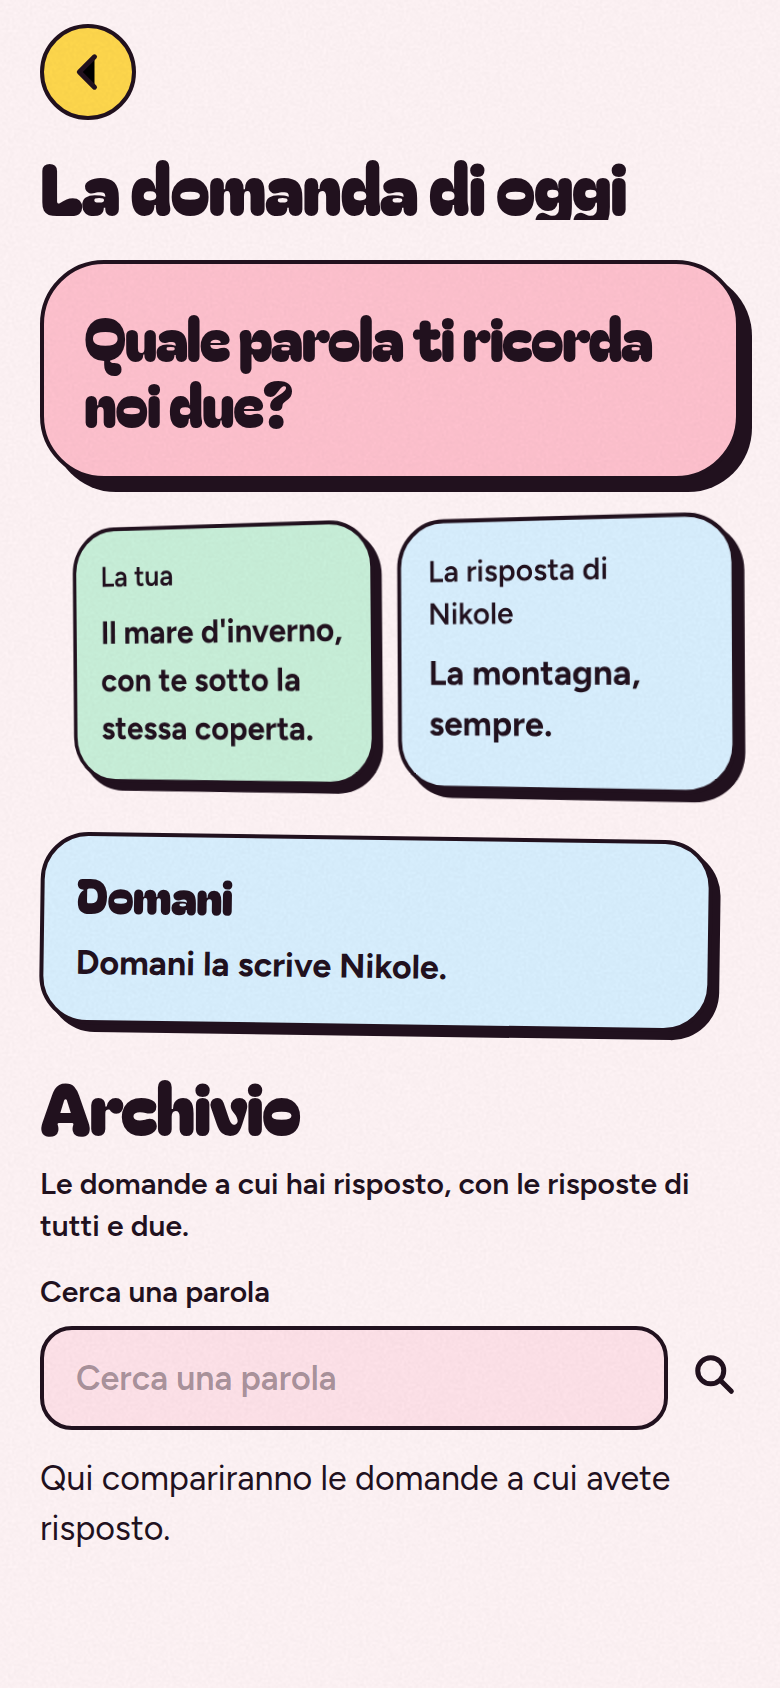 La domanda di oggi
Quale parola ti ricorda
noi due?
La tua
Il mare d'inverno,
con te sotto la
stessa coperta.
La risposta di
Nikole
La montagna,
sempre.
Domani
Domani la scrive Nikole.
Archivio
Le domande a cui hai risposto, con le risposte di
tutti e due.
Cerca una parola
Cerca una parola
Qui compariranno le domande a cui avete
risposto.